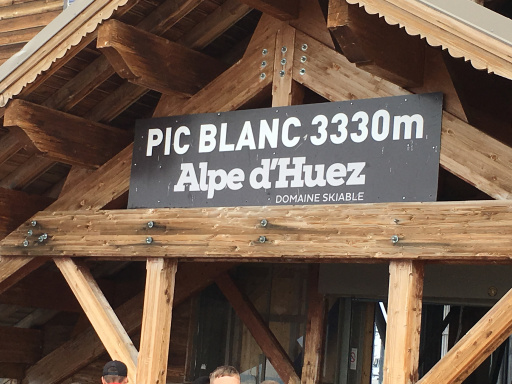 PIC BLANC 3330m
Alpe d'Huez
DOMAINE SKIABLE